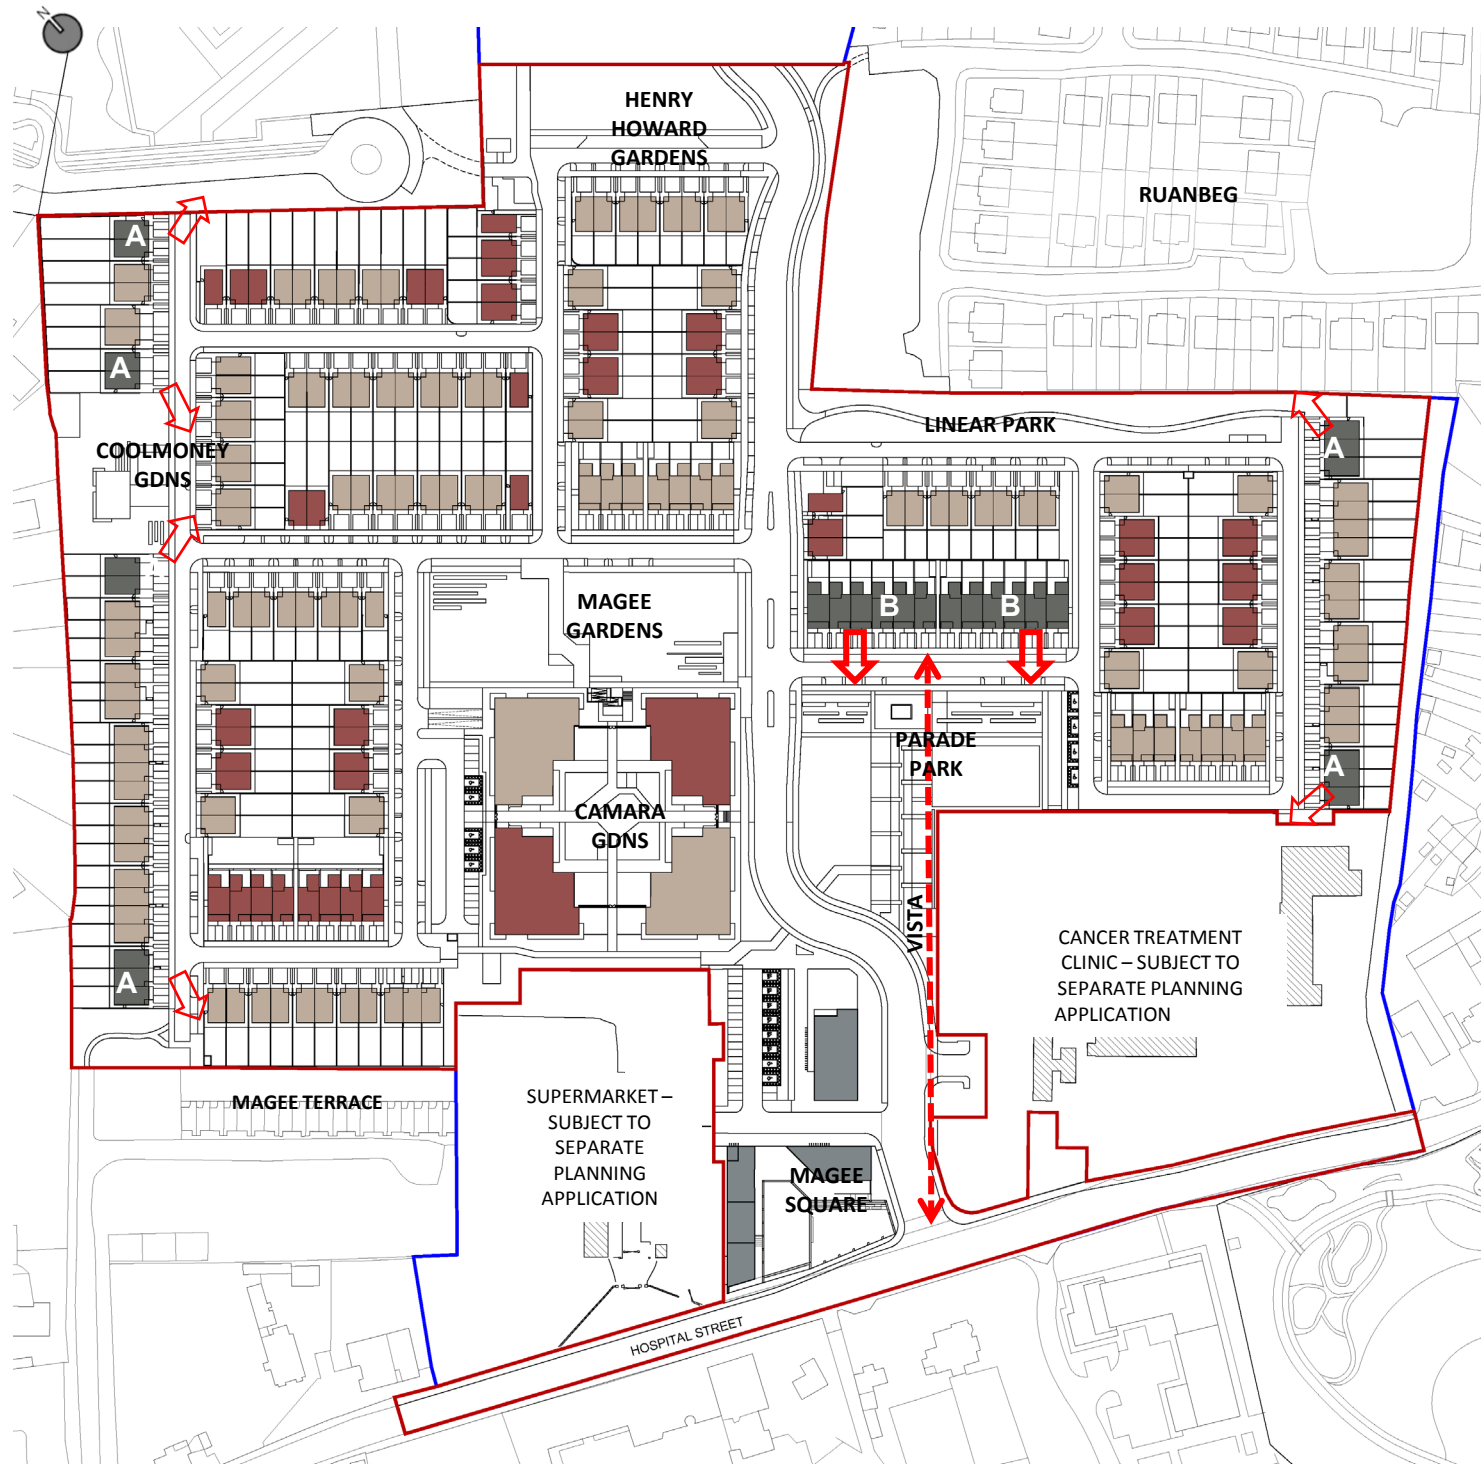 N
HENRY
HOWARD
GARDENS
RUANBEG
A
A
COOLMONEY
GDNS
LINEAR PARK
A
MAGEE
GARDENS
B
B
PARADE
PARK
A
CAMARA
GDNS
VISTA
CANCER TREATMENT
CLINIC – SUBJECT TO
SEPARATE PLANNING
APPLICATION
A
MAGEE TERRACE
SUPERMARKET –
SUBJECT TO
SEPARATE
PLANNING
APPLICATION
MAGEE
SQUARE
HOSPITAL STREET